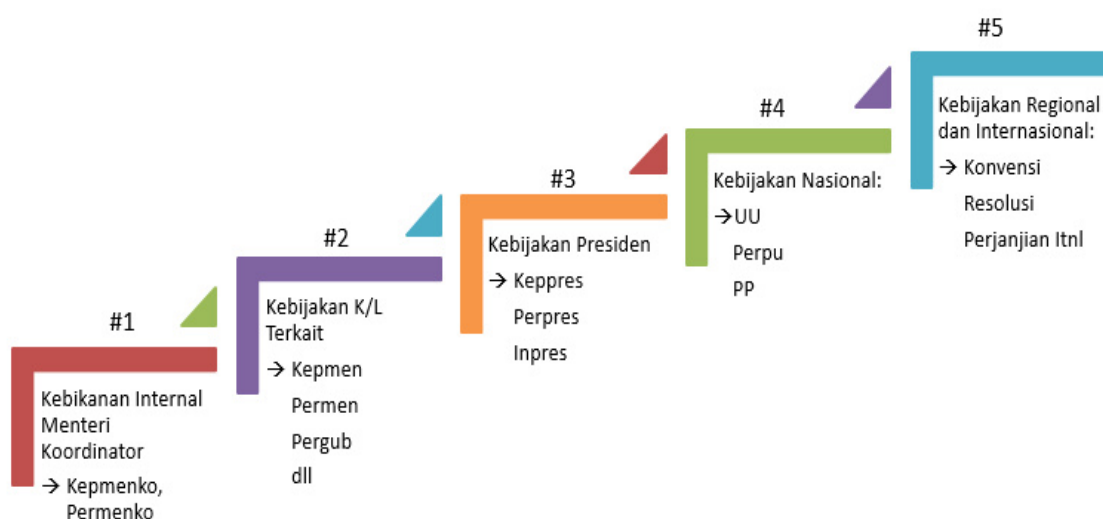 #1
Kebikanan Internal
Menteri
Koordinator
→ Kepmenko,
Permenko
#2
Kebijakan K/L
Terkait
→ Kepmen
Permen
Pergub
dll
#3
Kebijakan Presiden
→ Keppres
Perpres
Inpres
#4
Kebijakan Nasional:
→UU
Perpu
PP
#5
Kebijakan Regional
dan Internasional:
→ Konvensi
Resolusi
Perjanjian Itnl